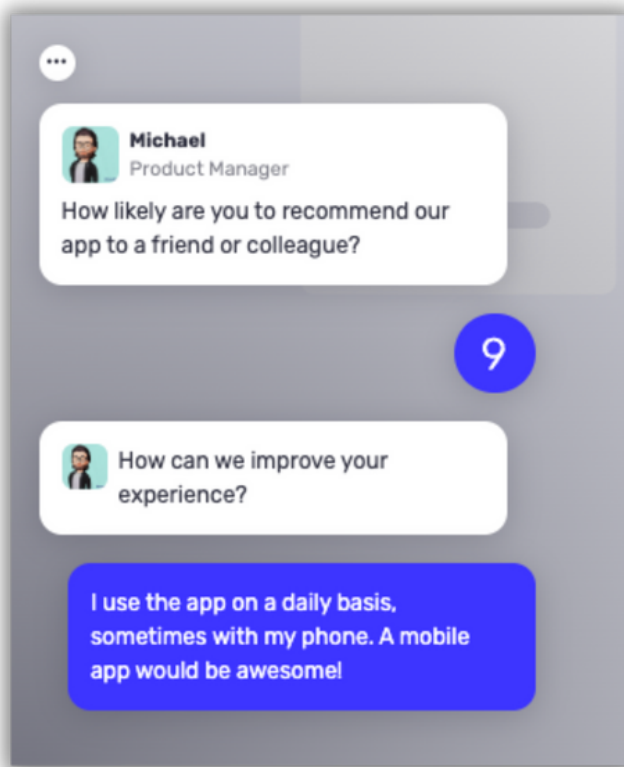 Michael
Product Manager
How likely are you to recommend our
app to a friend or colleague?
9
How can we improve your
experience?
I use the app on a daily basis,
sometimes with my phone. A mobile
app would be awesome!